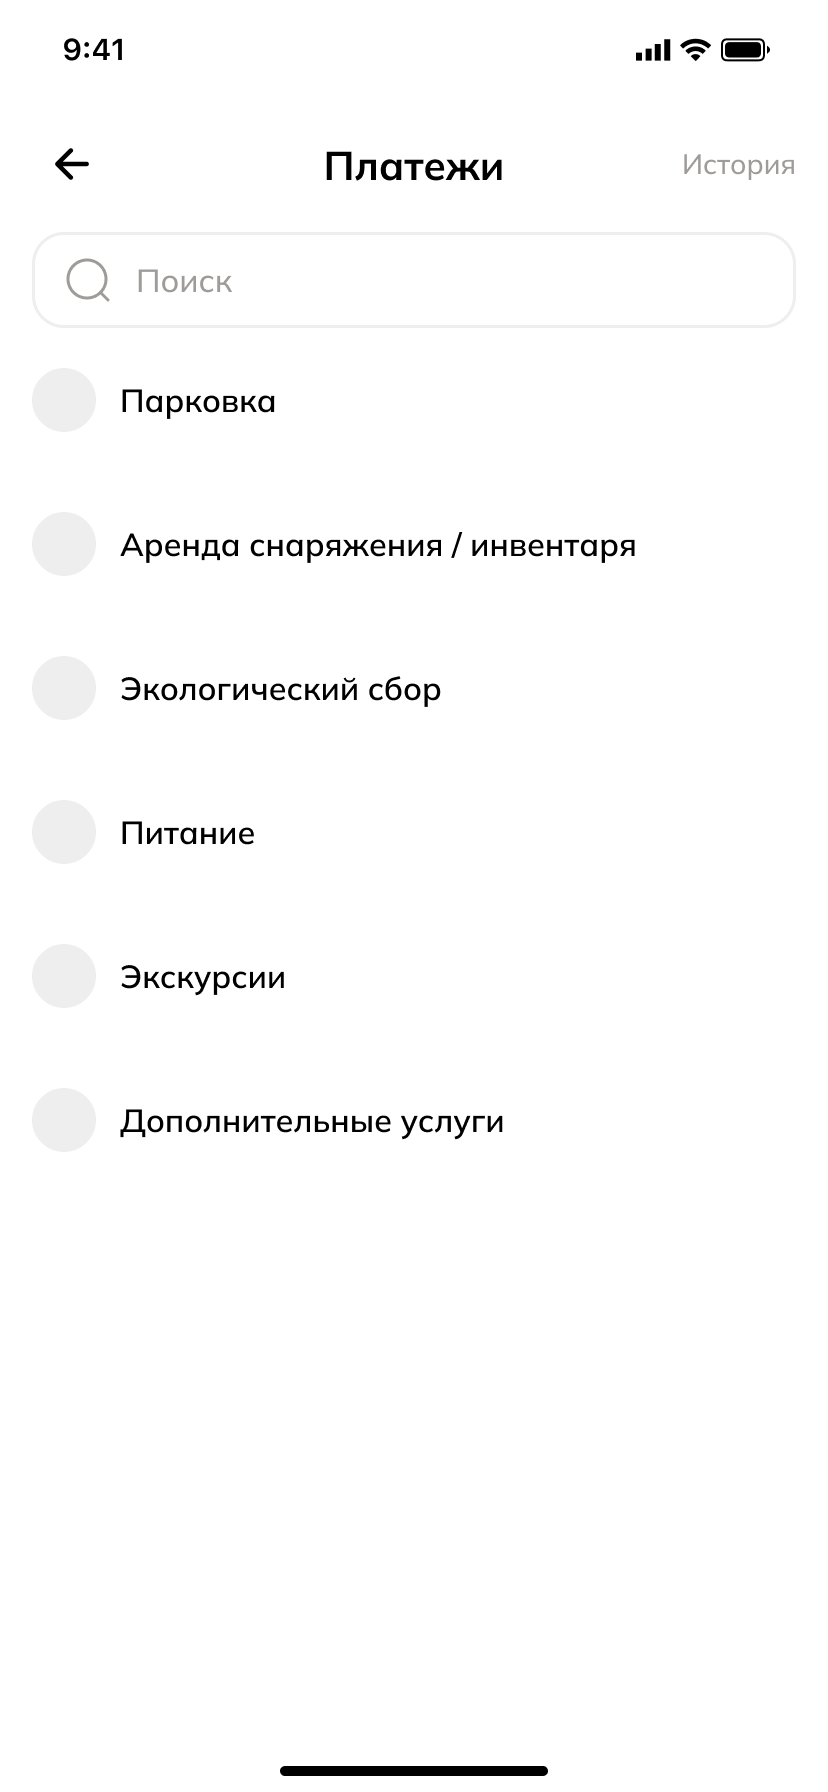 9:41
Платежи
История
Поиск
Парковка
Аренда снаряжения / инвентаря
Экологический сбор
Питание
Экскурсии
Дополнительные услуги